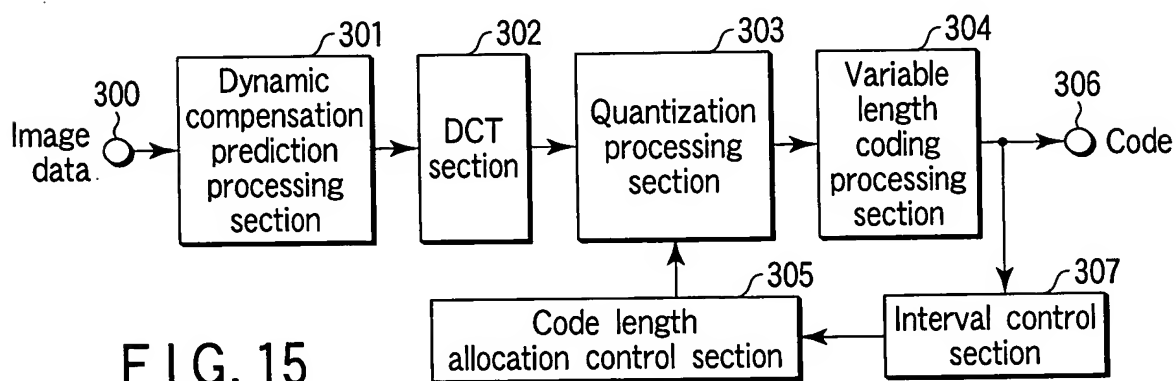 301
302
303
304
300
306
Image
data
Dynamic
compensation
prediction
processing
section
DCT
section
Quantization
processing
section
Variable
length
coding
processing
section
Code
305
307
Code length
allocation control section
Interval control
section
FIG. 15